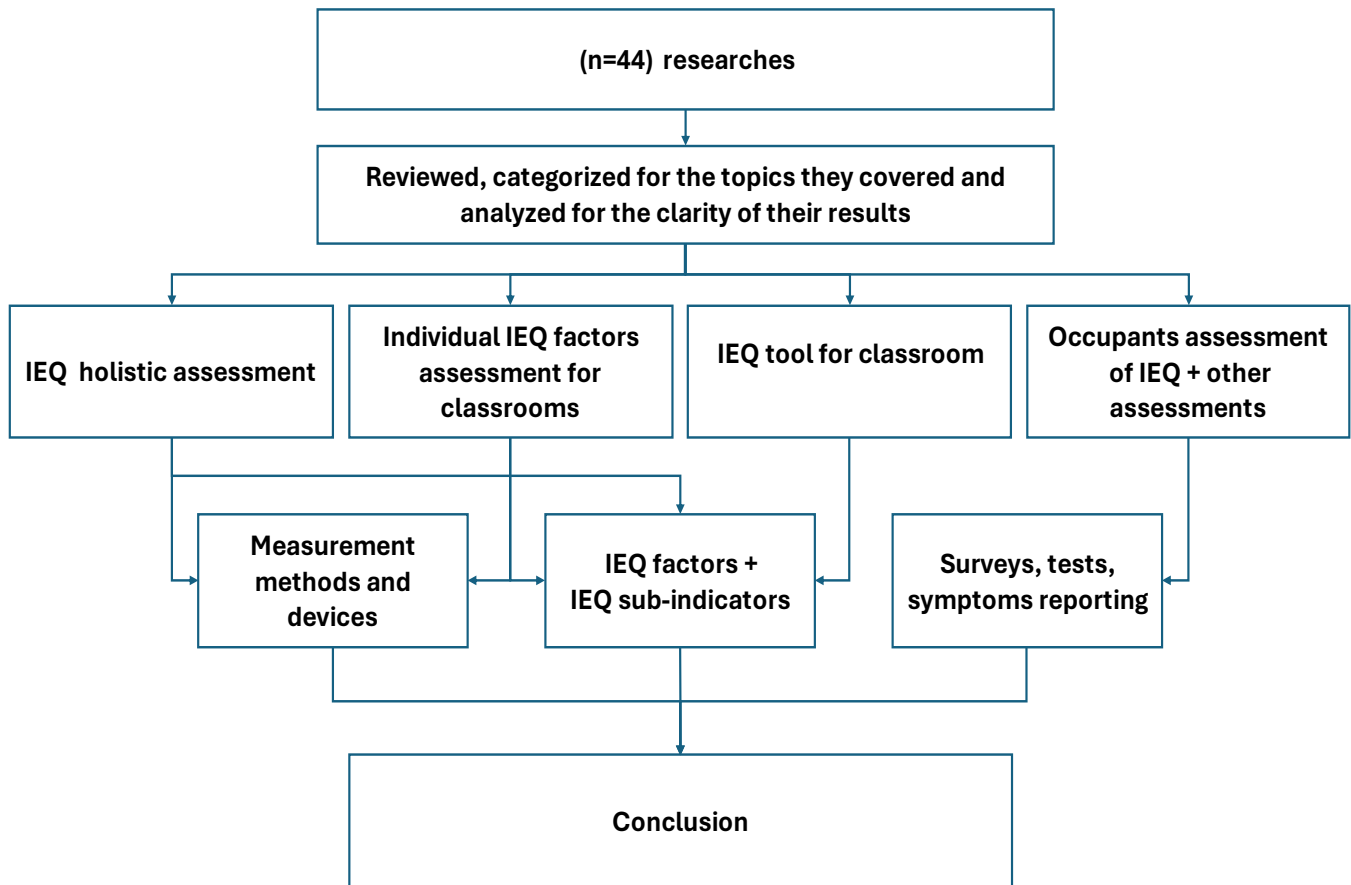 (n=44) researches
Reviewed, categorized for the topics they covered and
analyzed for the clarity of their results
IEQ holistic assessment
Individual IEQ factors
assessment for
classrooms
IEQ tool for classroom
Occupants assessment
of IEQ + other
assessments
Measurement
methods and
devices
IEQ factors +
IEQ sub-indicators
Surveys, tests,
symptoms reporting
Conclusion